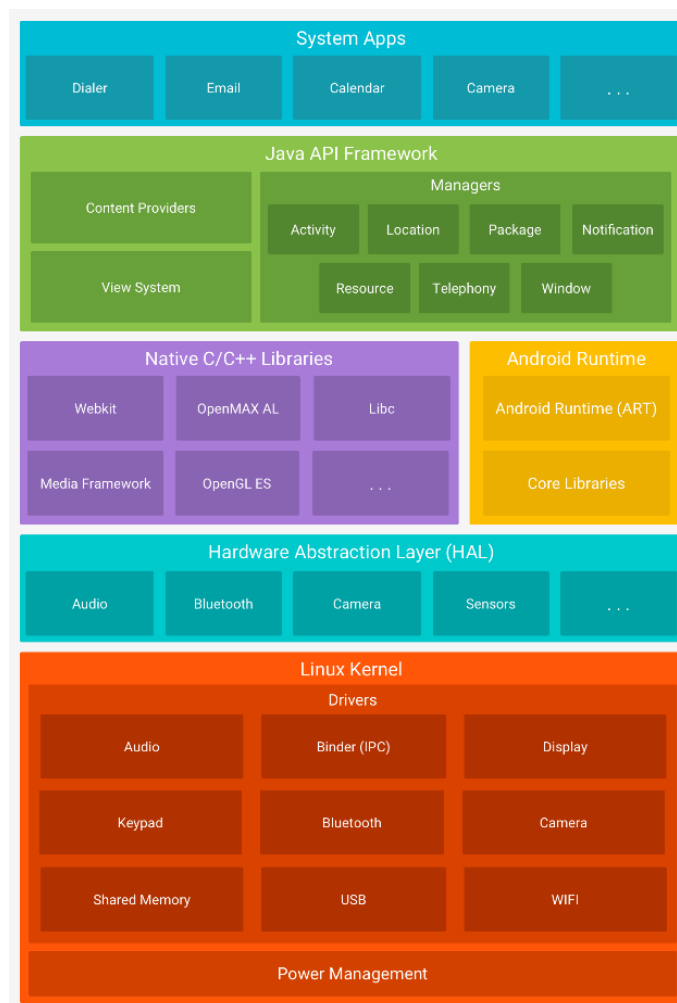 System Apps
Dialer
Email
Calendar
Camera
. . .
Java API Framework
Content Providers
View System
Managers
Activity
Location
Package
Notification
Resource
Telephony
Window
Native C/C++ Libraries
Webkit
OpenMAX AL
Libc
Media Framework
OpenGL ES
. . .
Android Runtime
Android Runtime (ART)
Core Libraries
Hardware Abstraction Layer (HAL)
Audio
Bluetooth
Camera
Sensors
. . .
Linux Kernel
Drivers
Audio
Binder (IPC)
Display
Keypad
Bluetooth
Camera
Shared Memory
USB
WIFI
Power Management